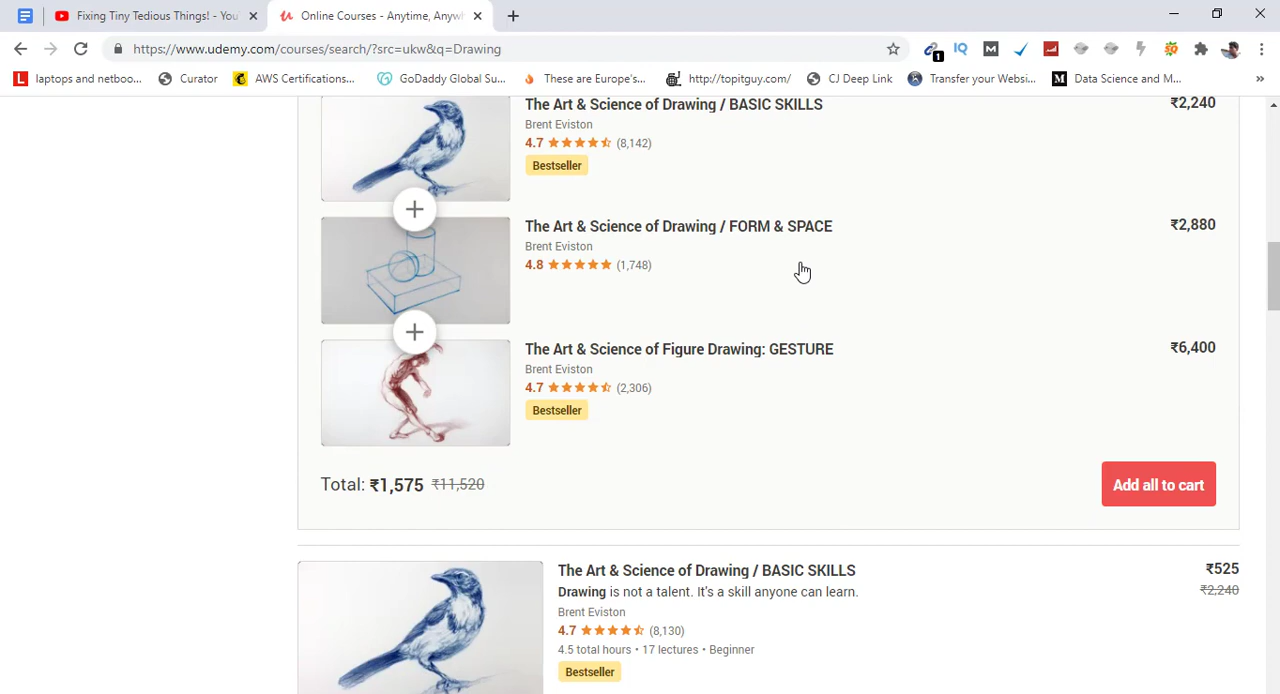 Fixing Tiny Tedious Things! - You
Online Courses - Anytime, Anywh
https://www.udemy.com/courses/search/?src=ukw&q=Drawing
1
IQ
M
SQ
L laptops and netboo...
Curator
AWS Certifications...
GoDaddy Global Su...
These are Europe's...
http://topitguy.com/
CJ Deep Link
Transfer your Websi...
M Data Science and M...
»
The Art & Science of Drawing / BASIC SKILLS ₹2,240
Brent Eviston
4.7 (8,142)
Bestseller
The Art & Science of Drawing / FORM & SPACE ₹2,880
Brent Eviston
4.8 (1,748)
The Art & Science of Figure Drawing: GESTURE ₹6,400
Brent Eviston
4.7 (2,306)
Bestseller
Total: ₹1,575 ₹11,520
Add all to cart
The Art & Science of Drawing / BASIC SKILLS ₹525
Drawing is not a talent. It's a skill anyone can learn. ₹2,240
Brent Eviston
4.7 (8,130)
4.5 total hours • 17 lectures • Beginner
Bestseller